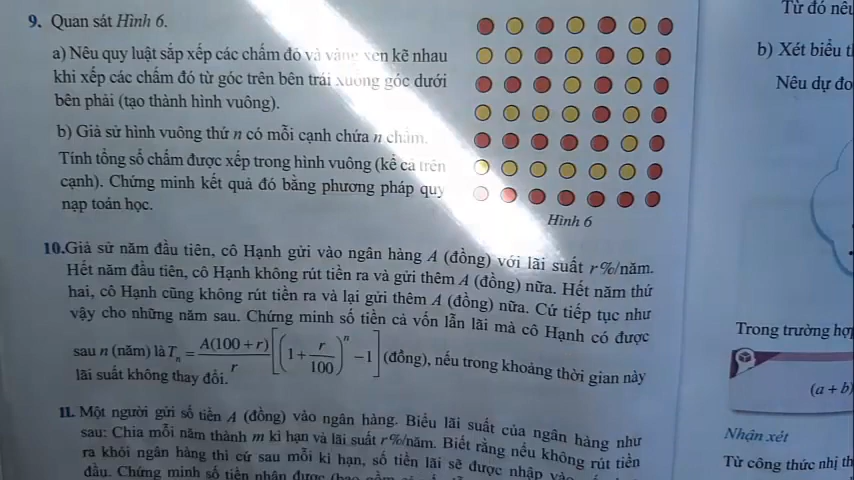 9. Quan sát Hình 6.
a) Nêu quy luật sắp xếp các chấm đỏ và vàng xen kẽ nhau
khi xếp các chấm đó từ góc trên bên trái xuống góc dưới
bên phải (tạo thành hình vuông).
b) Giả sử hình vuông thứ n có mỗi cạnh chứa n chấm.
Tính tổng số chấm được xếp trong hình vuông (kể cả trên
cạnh). Chứng minh kết quả đó bằng phương pháp quy
nạp toán học.
Hình 6
10. Giả sử năm đầu tiên, cô Hạnh gửi vào ngân hàng A (đồng) với lãi suất r%/năm.
Hết năm đầu tiên, cô Hạnh không rút tiền ra và gửi thêm A (đồng) nữa. Hết năm thứ
hai, cô Hạnh cũng không rút tiền ra và lại gửi thêm A (đồng) nữa. Cứ tiếp tục như
vậy cho những năm sau. Chứng minh số tiền cả vốn lẫn lãi mà cô Hạnh có được
sau n (năm) là Tₙ = A(100 + r)/r [(1 + r/100)ⁿ − 1] (đồng), nếu trong khoảng thời gian này
lãi suất không thay đổi.
11. Một người gửi số tiền A (đồng) vào ngân hàng. Biểu lãi suất của ngân hàng như
sau: Chia mỗi năm thành m kì hạn và lãi suất r%/năm. Biết rằng nếu không rút tiền
ra khỏi ngân hàng thì cứ sau mỗi kì hạn, số tiền lãi sẽ được nhập
đầu. Chứng minh số tiền nhận được
Từ đó nêu
b) Xét biểu
Nêu dự đo
Trong trường hợ
(a + b)
Nhận xét
Từ công thức nhị th